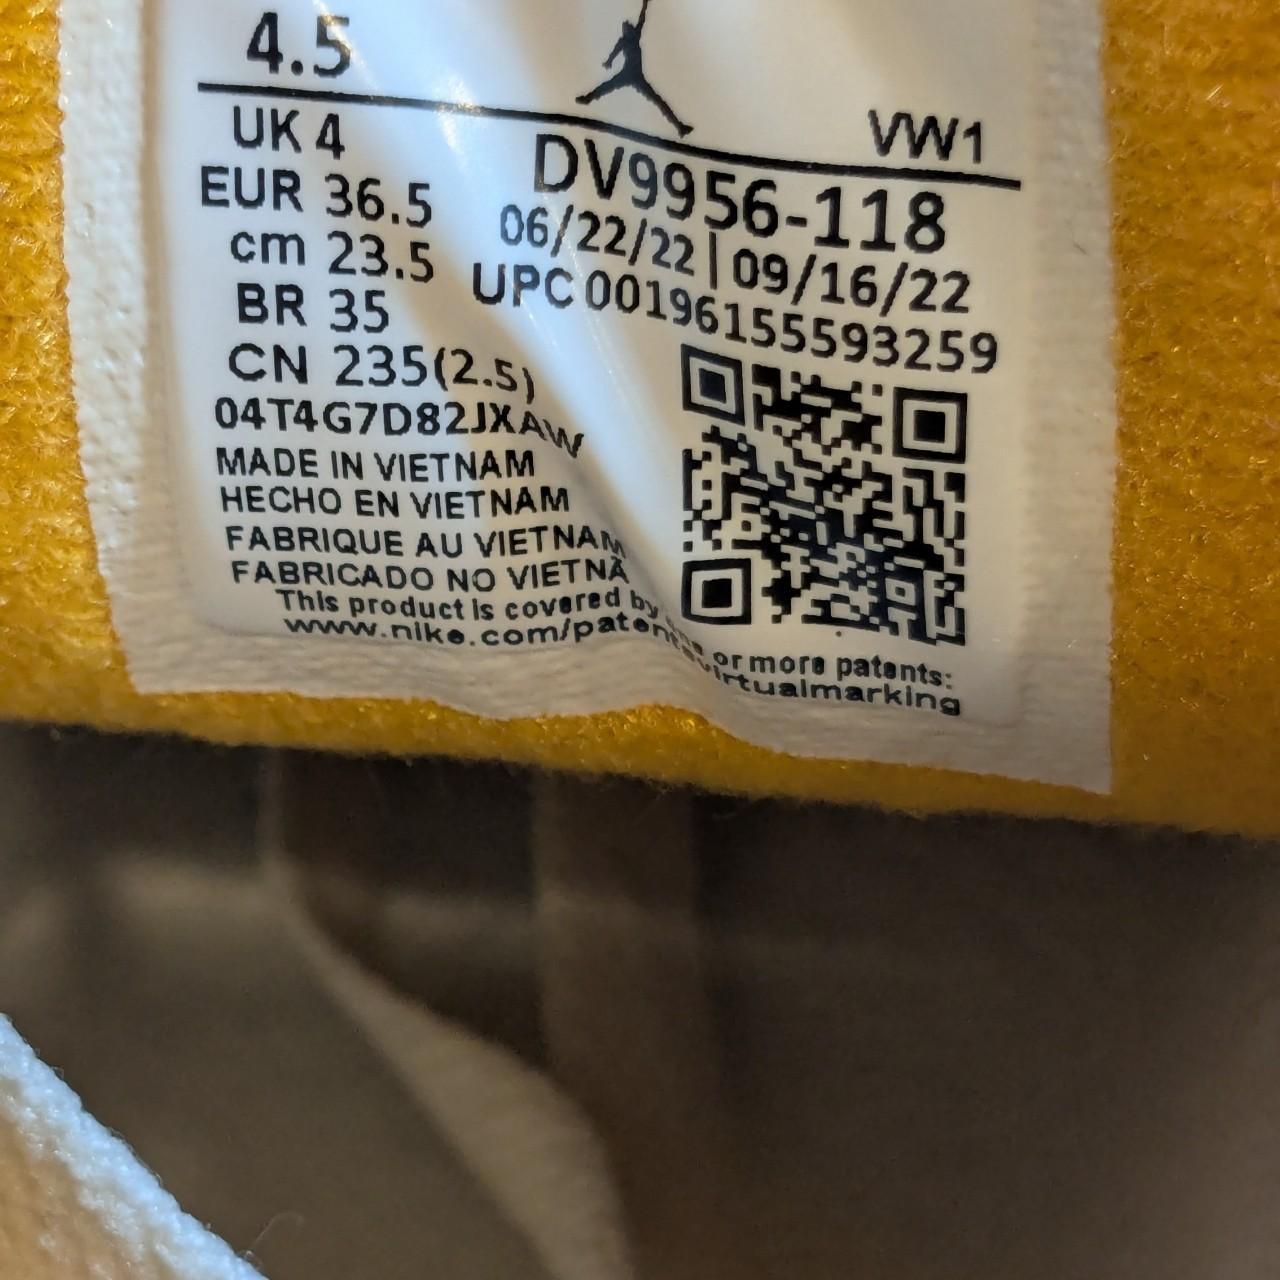 4.5
VW1
UK 4
EUR 36.5
cm 23.5
BR 35
CN 235(2.5)
DV9956-118
06/22/22 | 09/16/22
UPC 00196155593259
04T4G7D82JXAW
MADE IN VIETNAM
HECHO EN VIETNAM
FABRIQUE AU VIETNAM
FABRICADO NO VIETNÃ
This product is covered by one or more patents:
www.nike.com/patentsvirtualmarking